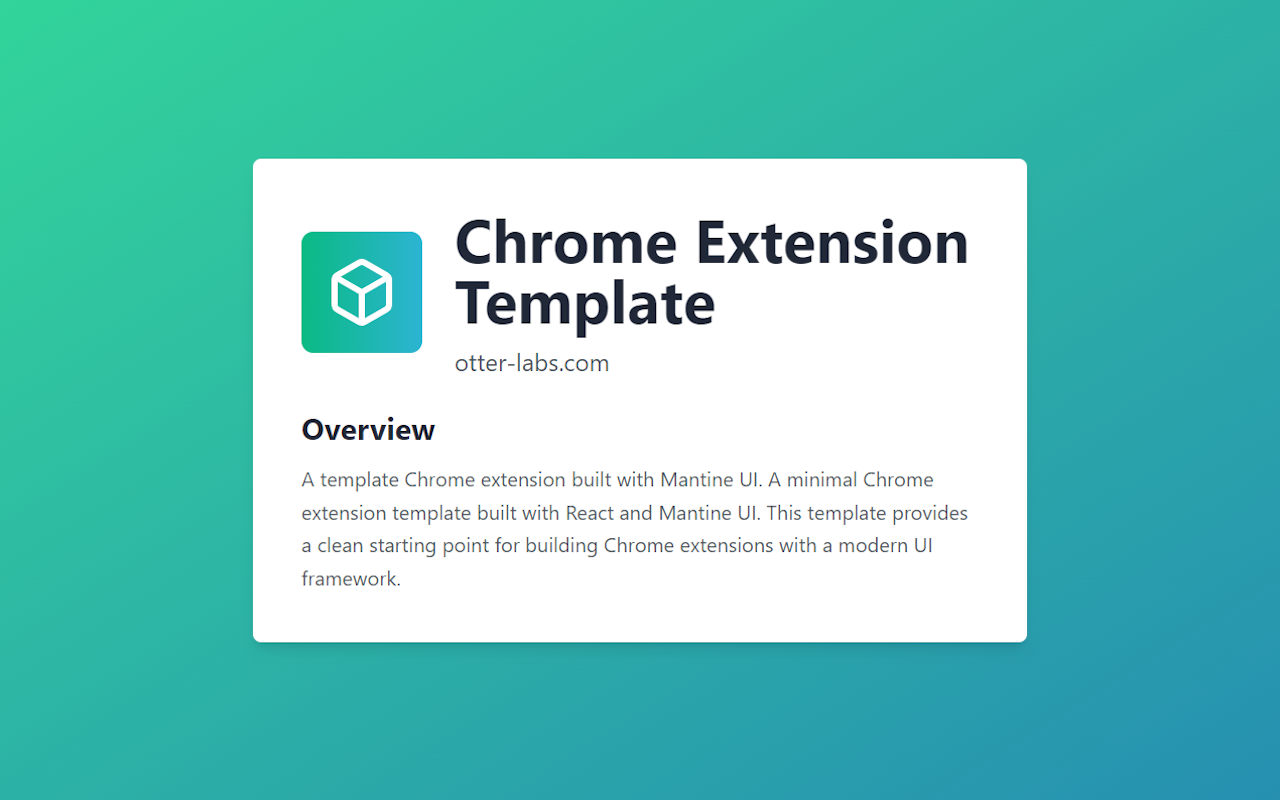 Chrome Extension
Template
otter-labs.com
Overview
A template Chrome extension built with Mantine UI. A minimal Chrome
extension template built with React and Mantine UI. This template provides
a clean starting point for building Chrome extensions with a modern UI
framework.